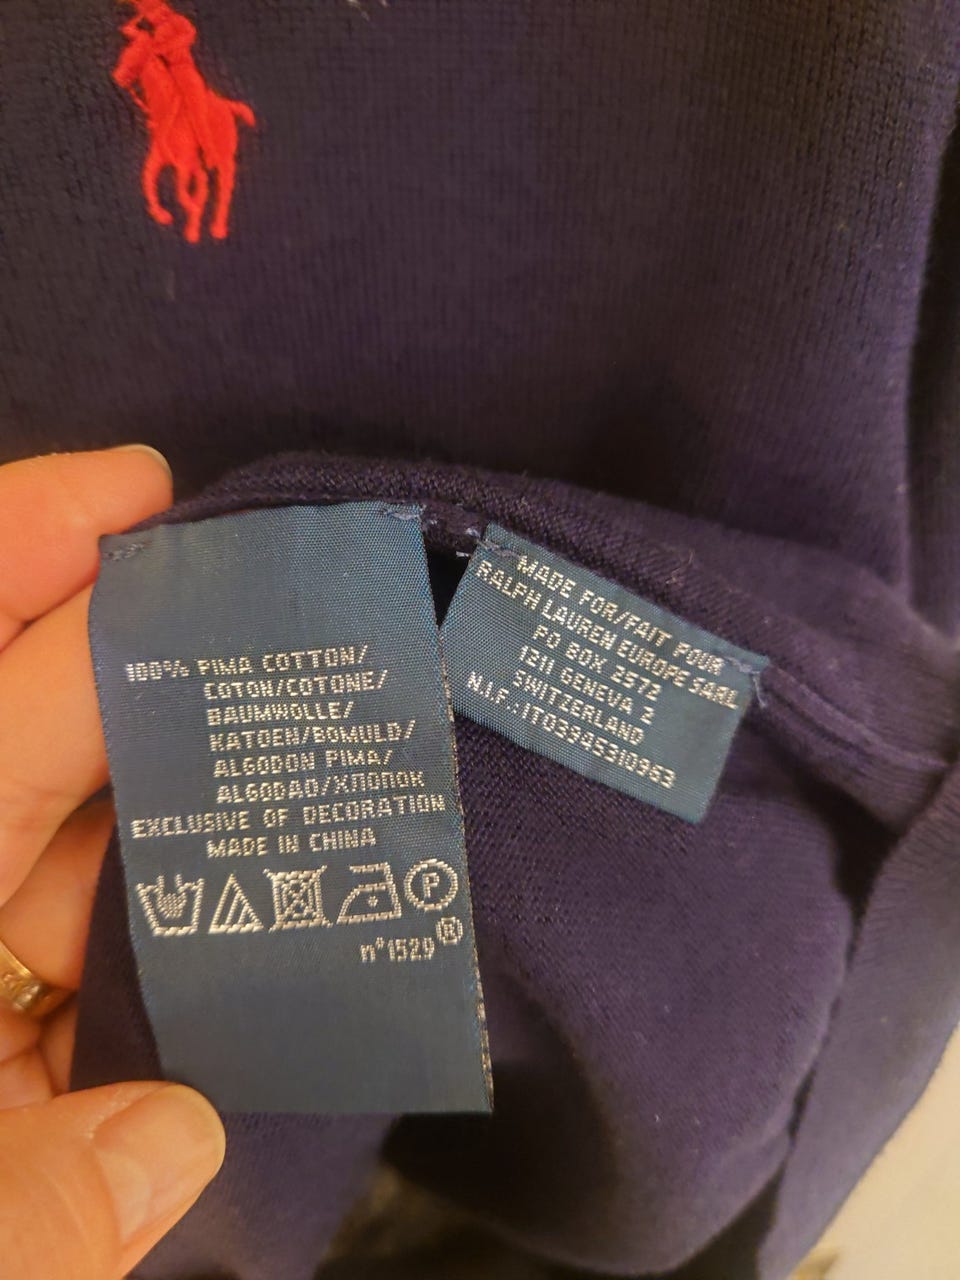 100% PIMA COTTON/
COTON/COTONE/
BAUMWOLLE/
KATOEN/BOMULD/
ALGODON PIMA/
ALGODAO/ХЛОПОК
EXCLUSIVE OF DECORATION
MADE IN CHINA
P
n°1529 ®
MADE FOR/FAIT POUR
RALPH LAUREN EUROPE SARL
PO BOX 2572
1211 GENEVA 2
SWITZERLAND
N.I.F.:IT03945310963